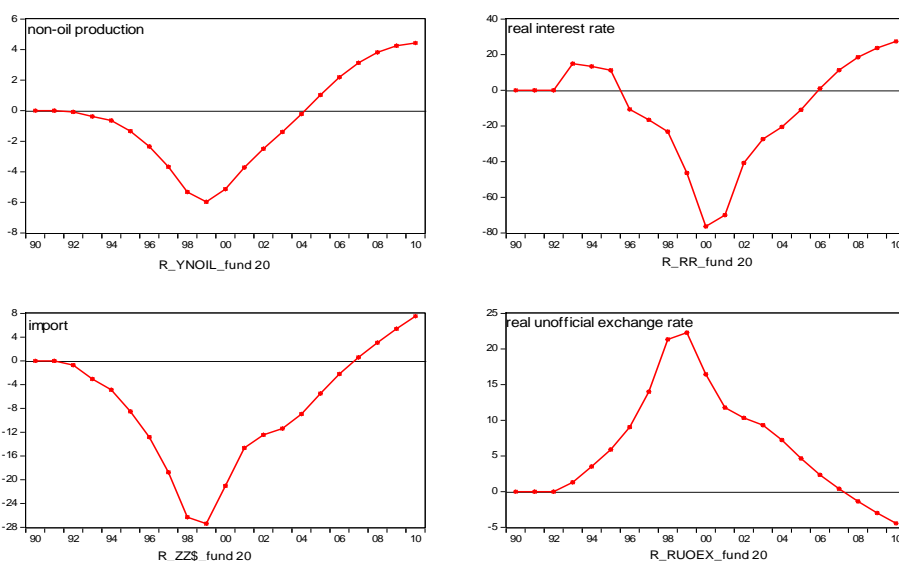 non-oil production
6
4
2
0
-2
-4
-6
-8
90 92 94 96 98 00 02 04 06 08 10
R_YNOIL_fund 20
real interest rate
40
20
0
-20
-40
-60
-80
90 92 94 96 98 00 02 04 06 08 10
R_RR_fund 20
import
8
4
0
-4
-8
-12
-16
-20
-24
-28
90 92 94 96 98 00 02 04 06 08 10
R_ZZ$_fund 20
real unofficial exchange rate
25
20
15
10
5
0
-5
90 92 94 96 98 00 02 04 06 08 10
R_RUOEX_fund 20